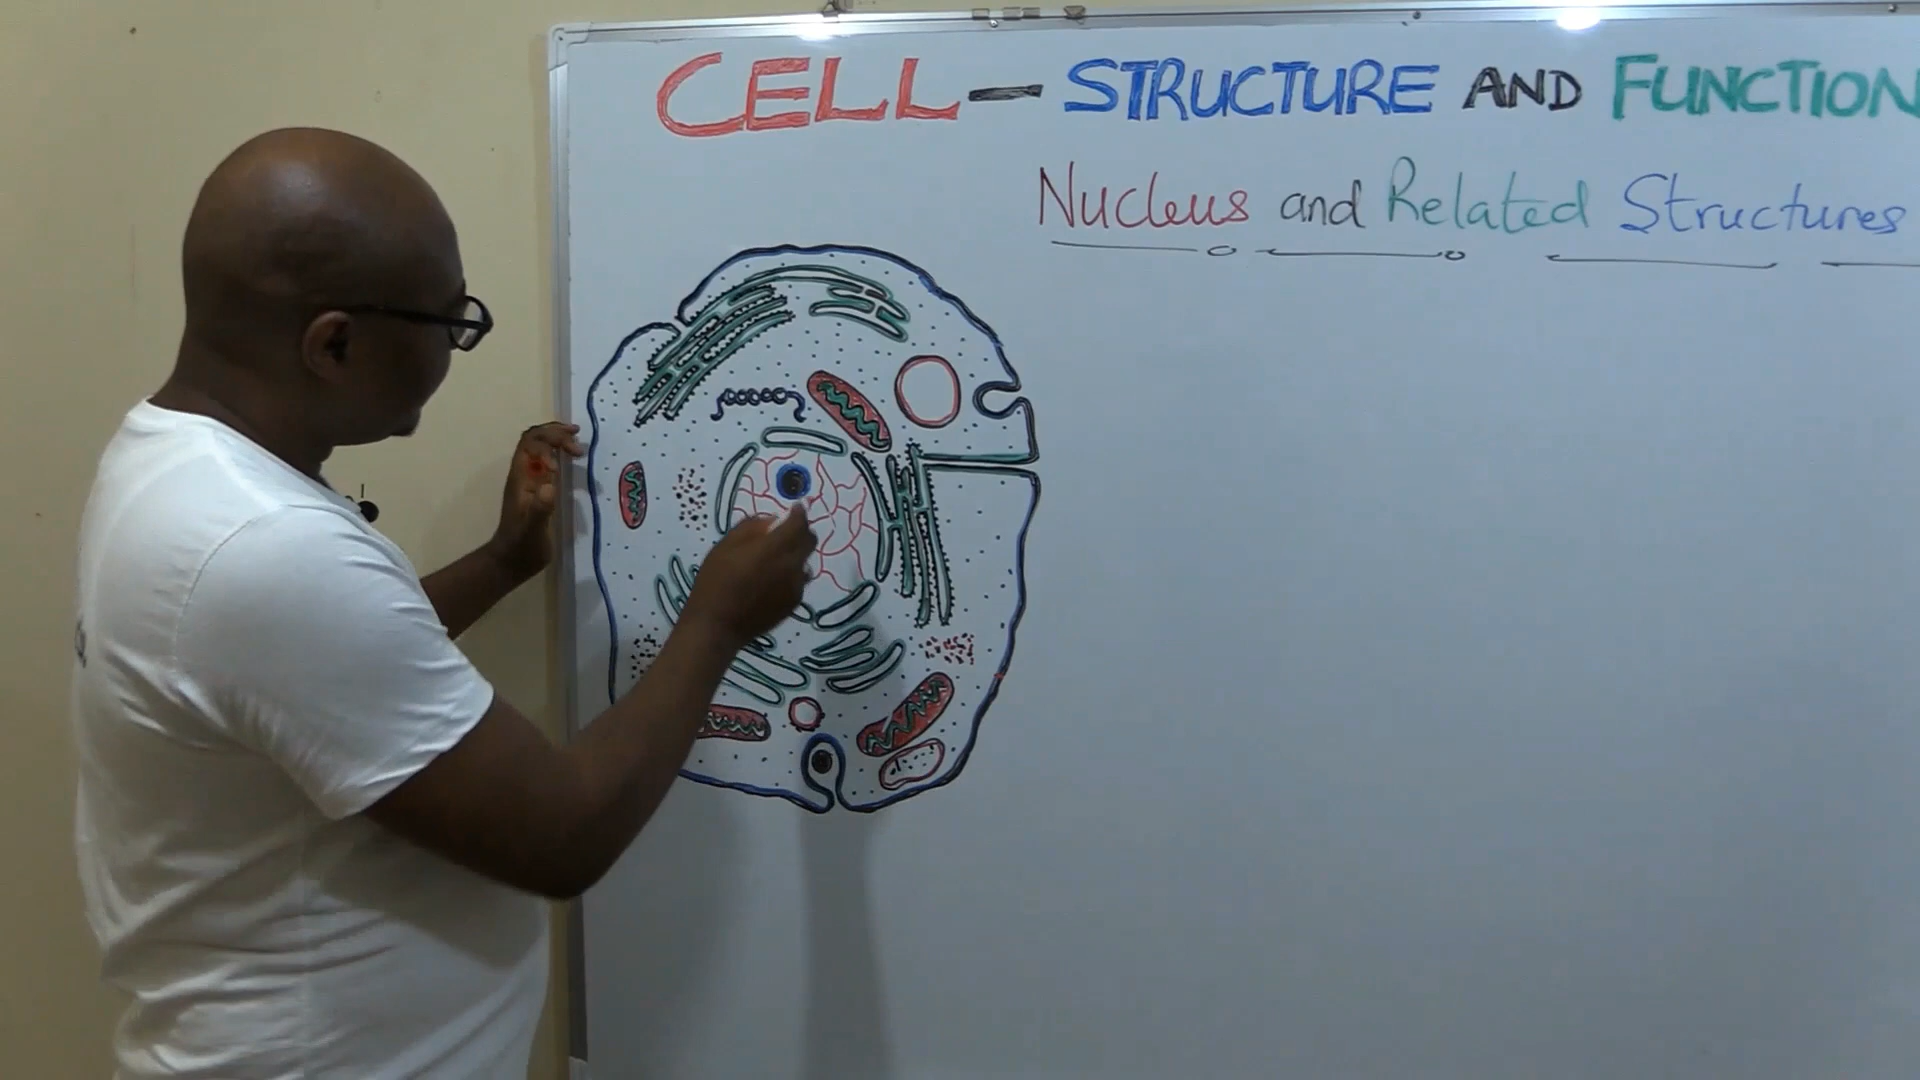 CELL - STRUCTURE AND FUNCTION
Nucleus and Related Structures